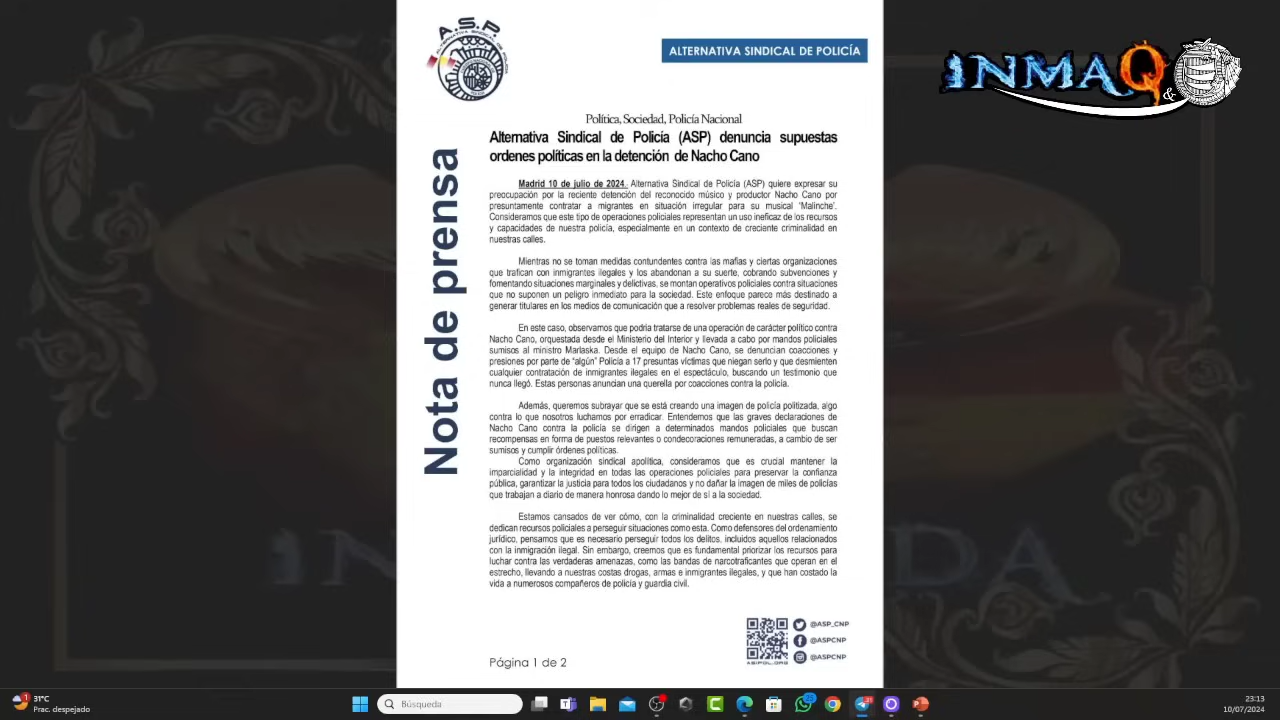 A.S.P.
ALTERNATIVA SINDICAL DE POLICÍA
INMAQ &
Política, Sociedad, Policía Nacional
Alternativa Sindical de Policía (ASP) denuncia supuestas
ordenes políticas en la detención de Nacho Cano
Nota de prensa
Madrid 10 de julio de 2024. Alternativa Sindical de Policía (ASP) quiere expresar su
preocupación por la reciente detención del reconocido músico y productor Nacho Cano por
presuntamente contratar a migrantes en situación irregular para su musical 'Malinche'.
Consideramos que este tipo de operaciones policiales representan un uso ineficaz de los recursos
y capacidades de nuestra policía, especialmente en un contexto de creciente criminalidad en
nuestras calles.
Mientras no se toman medidas contundentes contra las mafias y ciertas organizaciones
que trafican con inmigrantes ilegales y los abandonan a su suerte, cobrando subvenciones y
fomentando situaciones marginales y delictivas, se montan operativos policiales contra situaciones
que no suponen un peligro inmediato para la sociedad. Este enfoque parece más destinado a
generar titulares en los medios de comunicación que a resolver problemas reales de seguridad.
En este caso, observamos que podría tratarse de una operación de carácter político contra
Nacho Cano, orquestada desde el Ministerio del Interior y llevada a cabo por mandos policiales
sumisos al ministro Marlaska. Desde el equipo de Nacho Cano, se denuncian coacciones y
presiones por parte de "algún" Policía a 17 presuntas víctimas que niegan serlo y que desmienten
cualquier contratación de inmigrantes ilegales en el espectáculo, buscando un testimonio que
nunca llegó. Estas personas anuncian una querella por coacciones contra la policía.
Además, queremos subrayar que se está creando una imagen de policía politizada, algo
contra lo que nosotros luchamos por erradicar. Entendemos que las graves declaraciones de
Nacho Cano contra la policía se dirigen a determinados mandos policiales que buscan
recompensas en forma de puestos relevantes o condecoraciones remuneradas, a cambio de ser
sumisos y cumplir órdenes políticas.
Como organización sindical apolítica, consideramos que es crucial mantener la
imparcialidad y la integridad en todas las operaciones policiales para preservar la confianza
pública, garantizar la justicia para todos los ciudadanos y no dañar la imagen de miles de policías
que trabajan a diario de manera honrosa dando lo mejor de sí a la sociedad.
Estamos cansados de ver cómo, con la criminalidad creciente en nuestras calles, se
dedican recursos policiales a perseguir situaciones como esta. Como defensores del ordenamiento
jurídico, pensamos que es necesario perseguir todos los delitos, incluidos aquellos relacionados
con la inmigración ilegal. Sin embargo, creemos que es fundamental priorizar los recursos para
luchar contra las verdaderas amenazas, como las bandas de narcotraficantes que operan en el
estrecho, llevando a nuestras costas drogas, armas e inmigrantes ilegales, y que han costado la
vida a numerosos compañeros de policía y guardia civil.
@ASP_CNP
@ASPCNP
@ASPCNP
ASIPOL.ORG
Página 1 de 2
1
31°C
Prac. despejado
Búsqueda
23:13
10/07/2024